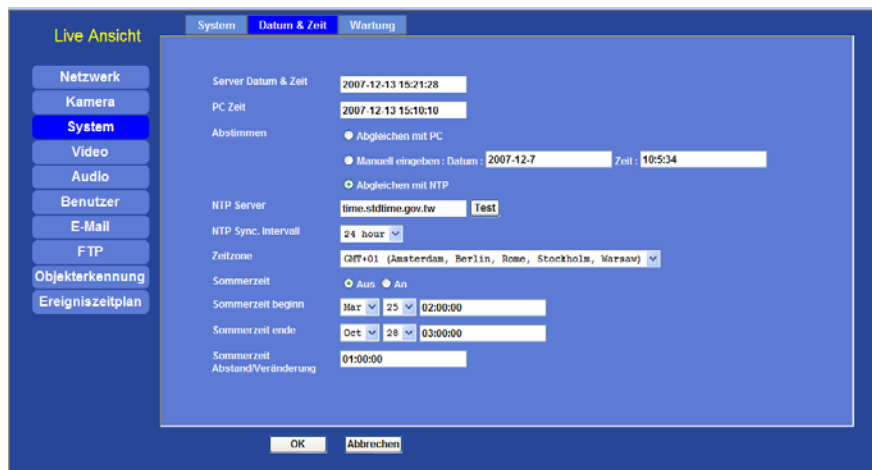 Live Ansicht
System Datum & Zeit Wartung
Netzwerk
Kamera
System
Video
Audio
Benutzer
E-Mail
FTP
Objekterkennung
Ereigniszeitplan
Server Datum & Zeit 2007-12-13 15:21:28
PC Zeit 2007-12-13 15:10:10
Abstimmen Abgleichen mit PC
Manuell eingeben : Datum : 2007-12-7 Zeit : 10:5:34
Abgleichen mit NTP
NTP Server time.stdtime.gov.tw Test
NTP Sync. Intervall 24 hour
Zeitzone GMT+01 (Amsterdam, Berlin, Rome, Stockholm, Warsaw)
Sommerzeit Aus An
Sommerzeit beginn Mar 25 02:00:00
Sommerzeit ende Oct 28 03:00:00
Sommerzeit
Abstand/Veränderung 01:00:00
OK Abbrechen